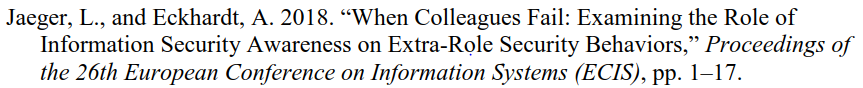 Jaeger, L., and Eckhardt, A. 2018. “When Colleagues Fail: Examining the Role of
Information Security Awareness on Extra-Role Security Behaviors,” Proceedings of
the 26th European Conference on Information Systems (ECIS), pp. 1–17.